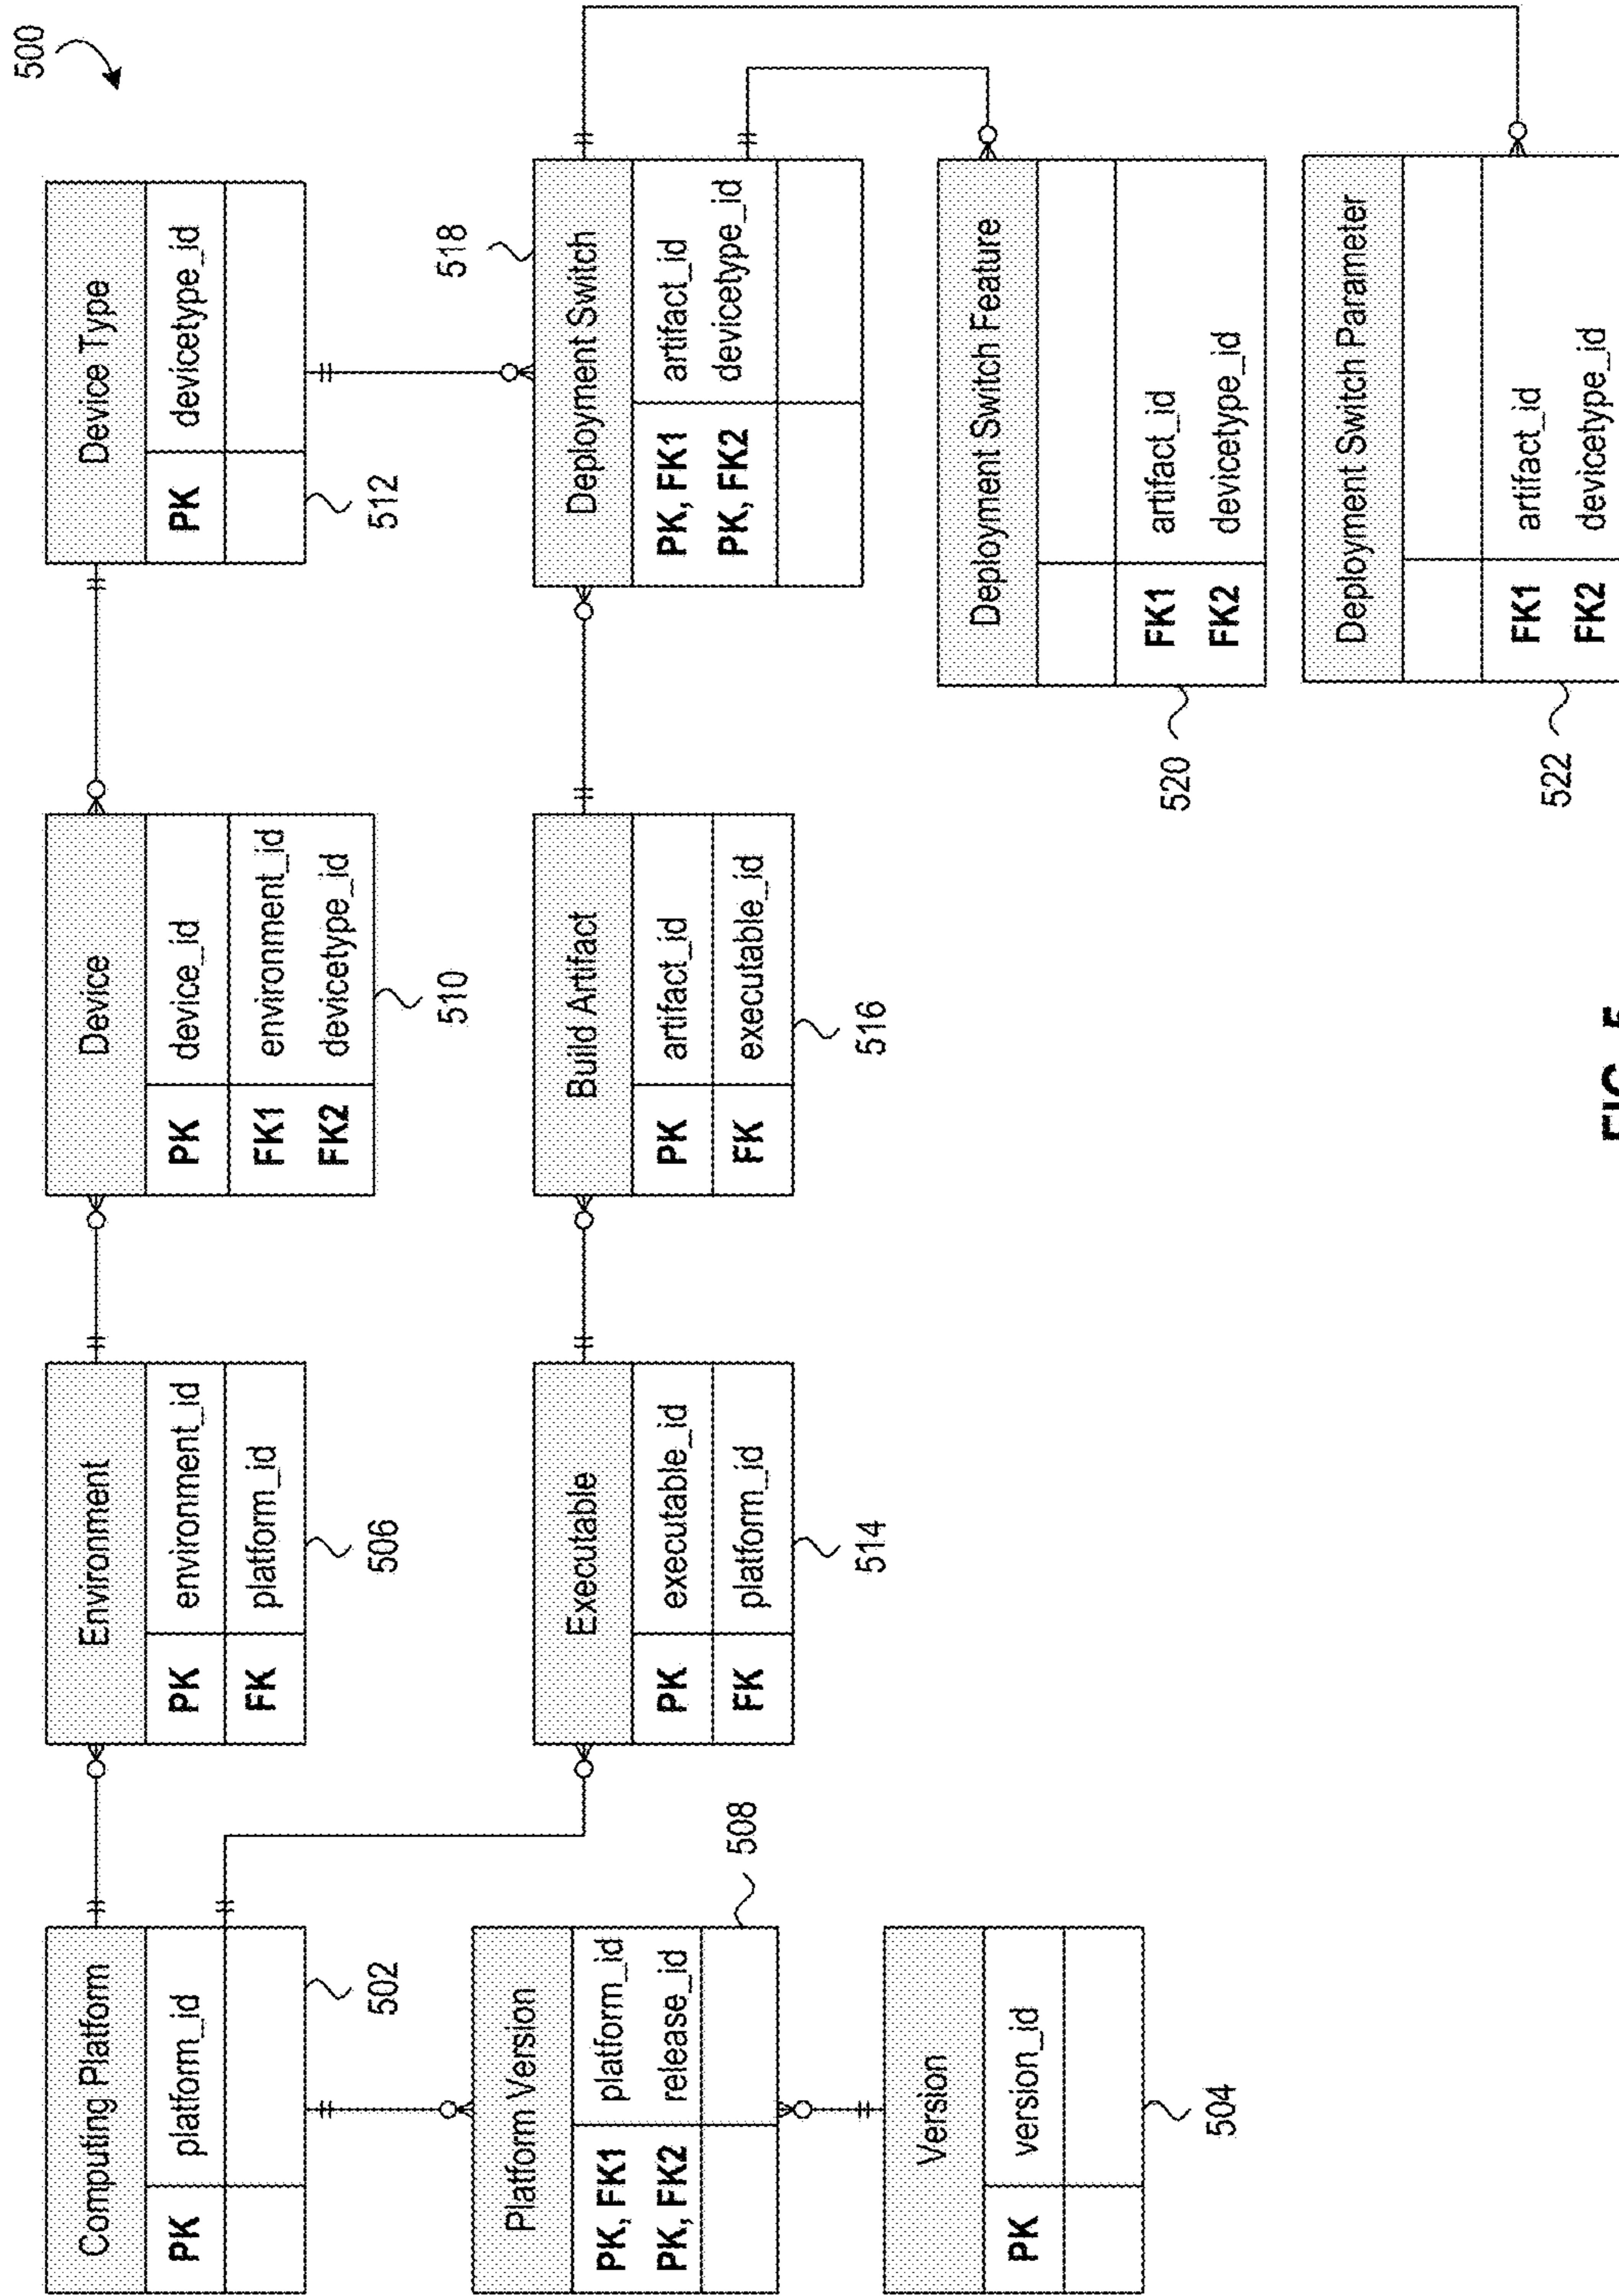 500
Computing Platform
PK platform_id
502
Environment
PK environment_id
FK platform_id
506
Device
PK device_id
FK1 environment_id
FK2 devicetype_id
510
Device Type
PK devicetype_id
512
Platform Version
PK, FK1 platform_id
PK, FK2 release_id
508
Executable
PK executable_id
FK platform_id
514
Build Artifact
PK artifact_id
FK executable_id
516
Deployment Switch
PK, FK1 artifact_id
PK, FK2 devicetype_id
518
Version
PK version_id
504
Deployment Switch Feature
FK1 artifact_id
FK2 devicetype_id
520
Deployment Switch Parameter
FK1 artifact_id
FK2 devicetype_id
522